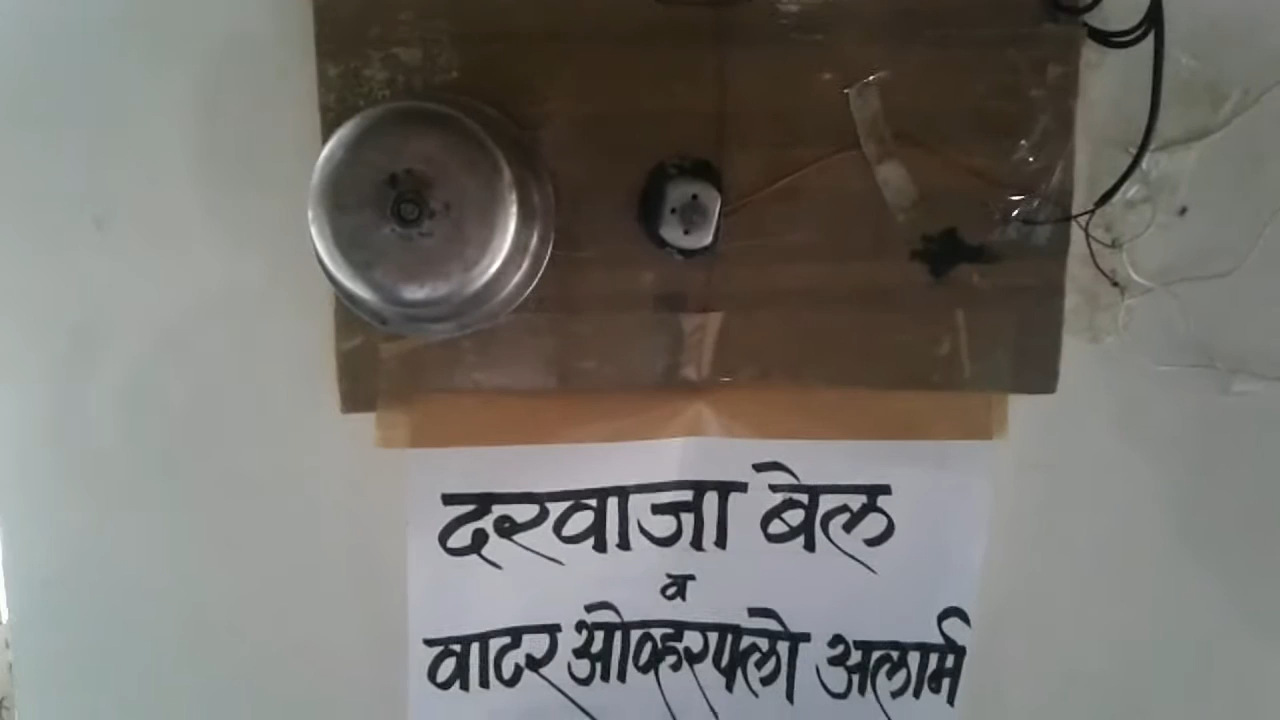 दरवाजा बेल
व
वाटर ओव्हरफ्लो अलार्म